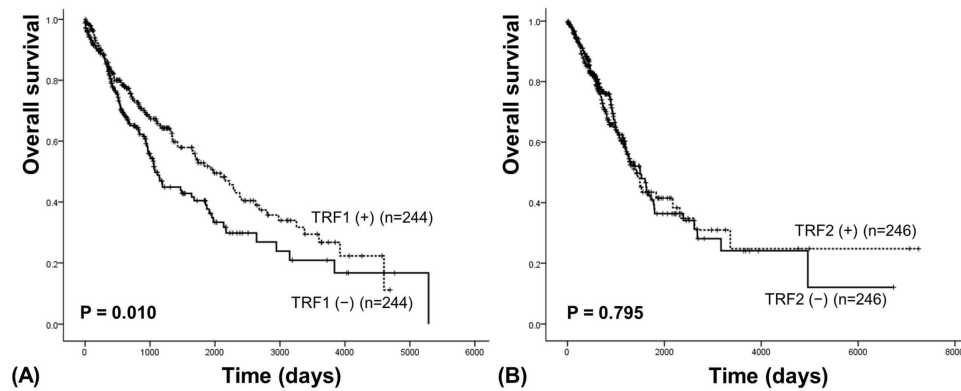 Overall survival
1.0
0.8
0.6
0.4
0.2
0.0
0 1000 2000 3000 4000 5000 6000
TRF1 (+) (n=244)
TRF1 (−) (n=244)
P = 0.010
(A) Time (days)
Overall survival
1.0
0.8
0.6
0.4
0.2
0.0
0 2000 4000 6000 8000
TRF2 (+) (n=246)
TRF2 (−) (n=246)
P = 0.795
(B) Time (days)